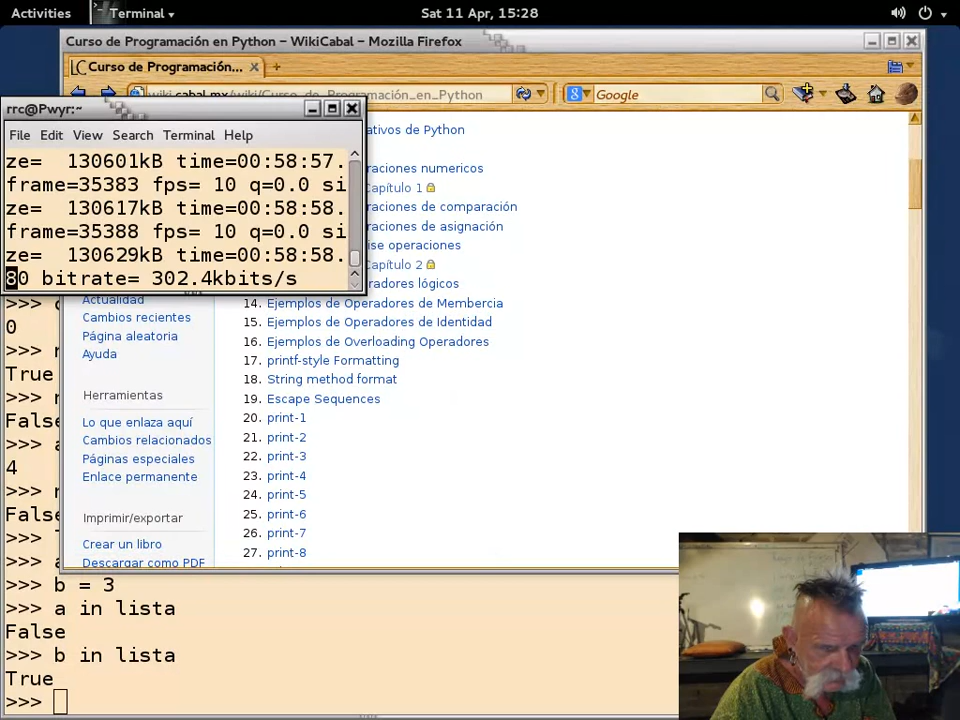 Activities
Terminal
Sat 11 Apr, 15:28
Curso de Programación en Python – WikiCabal – Mozilla Firefox
Curso de Programación...
wiki.cabal.mx/wiki/Curso_de_Programación_en_Python
Google
rrc@Pwyr:~
File Edit View Search Terminal Help
ze=  130601kB time=00:58:57.
frame=35383 fps= 10 q=0.0 si
ze=  130617kB time=00:58:58.
frame=35388 fps= 10 q=0.0 si
ze=  130629kB time=00:58:58.
80 bitrate= 302.4kbits/s
ativos de Python
raciones numericos
Capítulo 1
raciones de comparación
raciones de asignación
ise operaciones
Capítulo 2
dores lógicos
14. Ejemplos de Operadores de Membercia
15. Ejemplos de Operadores de Identidad
16. Ejemplos de Overloading Operadores
17. printf-style Formatting
18. String method format
19. Escape Sequences
20. print-1
21. print-2
22. print-3
23. print-4
24. print-5
25. print-6
26. print-7
27. print-8
Actualidad
Cambios recientes
Página aleatoria
Ayuda
Herramientas
Lo que enlaza aquí
Cambios relacionados
Páginas especiales
Enlace permanente
Imprimir/exportar
Crear un libro
Descargar como PDF
>>>
0
>>>
True
>>>
False
>>>
4
>>>
False
>>>
>>>
>>> b = 3
>>> a in lista
False
>>> b in lista
True
>>>